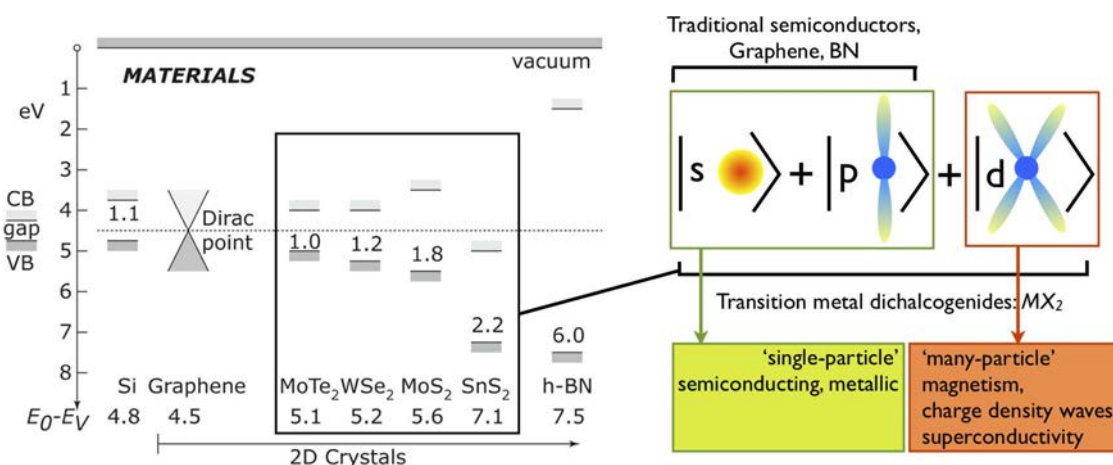 MATERIALS
vacuum
eV
1
2
3
4
5
6
7
8
CB
gap
VB
1.1
Dirac
point
1.0
1.2
1.8
2.2
6.0
Si Graphene MoTe2 WSe2 MoS2 SnS2 h-BN
E0-EV 4.8 4.5 5.1 5.2 5.6 7.1 7.5
2D Crystals
Traditional semiconductors,
Graphene, BN
|s 〉 + |p 〉 + |d 〉
Transition metal dichalcogenides: MX2
‘single-particle’
semiconducting, metallic
‘many-particle’
magnetism,
charge density waves
superconductivity